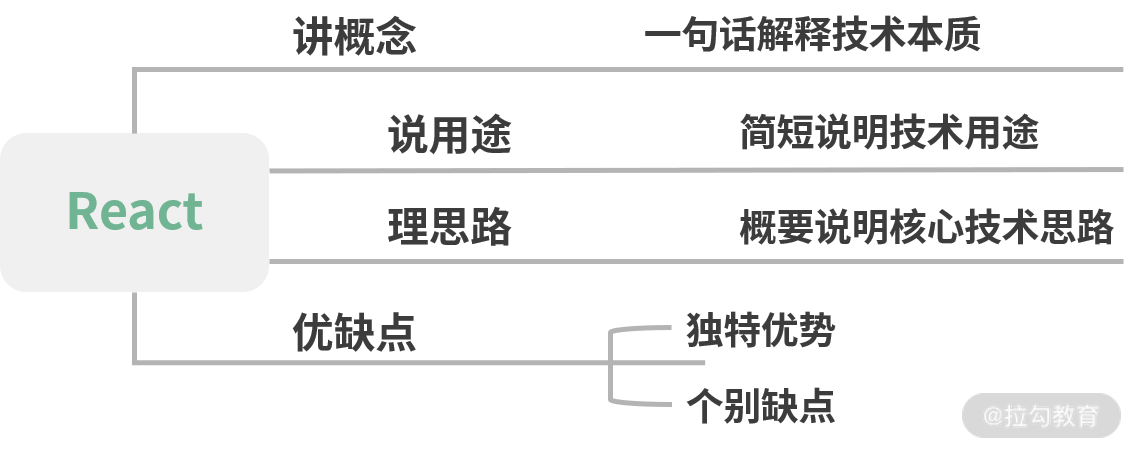 讲概念 一句话解释技术本质
说用途 简短说明技术用途
React
理思路 概要说明核心技术思路
优缺点
独特优势
个别缺点
@拉勾教育